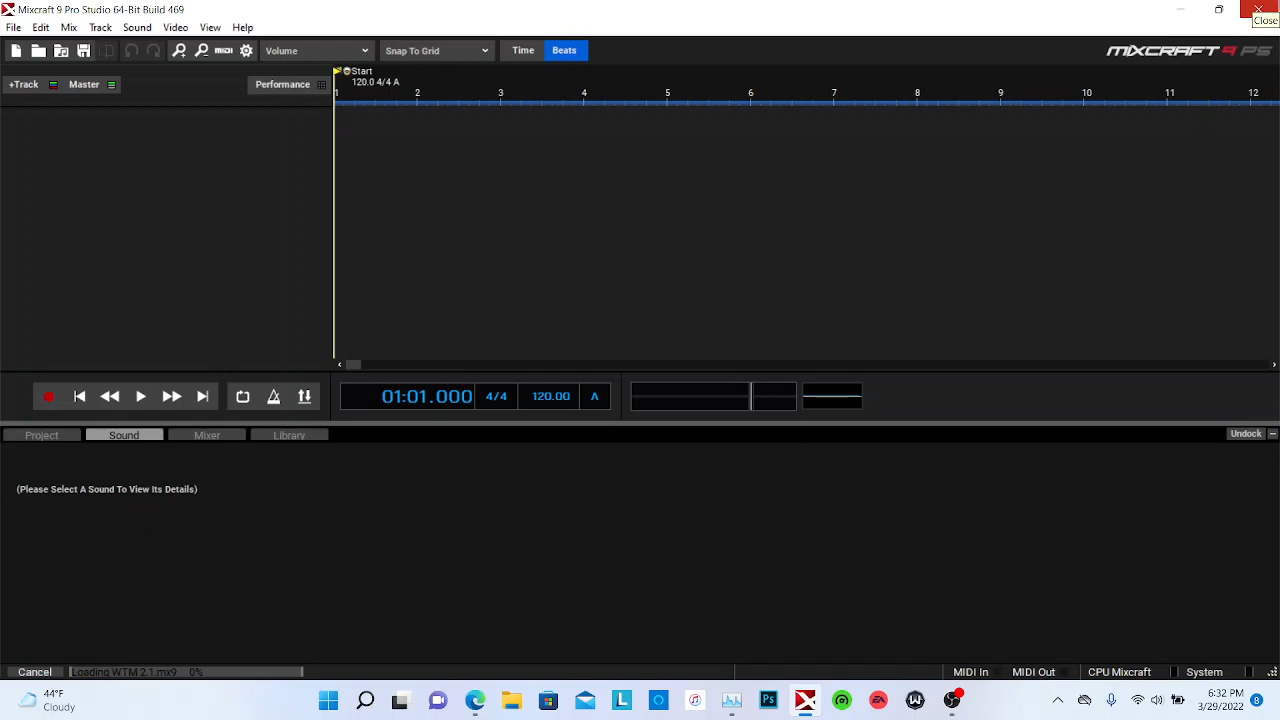 Mixcraft 9 Pro Studio 64-Bit Build 469
Close
File Edit Mix Track Sound Video View Help
MIDI Volume Snap To Grid Time Beats MIXCRAFT 9 PS
+Track Master Performance
Start
120.0 4/4 A
1 2 3 4 5 6 7 8 9 10 11 12
01:01.000 4/4 120.00 A
Project Sound Mixer Library Undock
(Please Select A Sound To View Its Details)
Cancel Loading WTM 2 1 mx9 0% MIDI In MIDI Out CPU Mixcraft System
44°F
6:32 PM
3/29/2022
8
L
Ps
EA